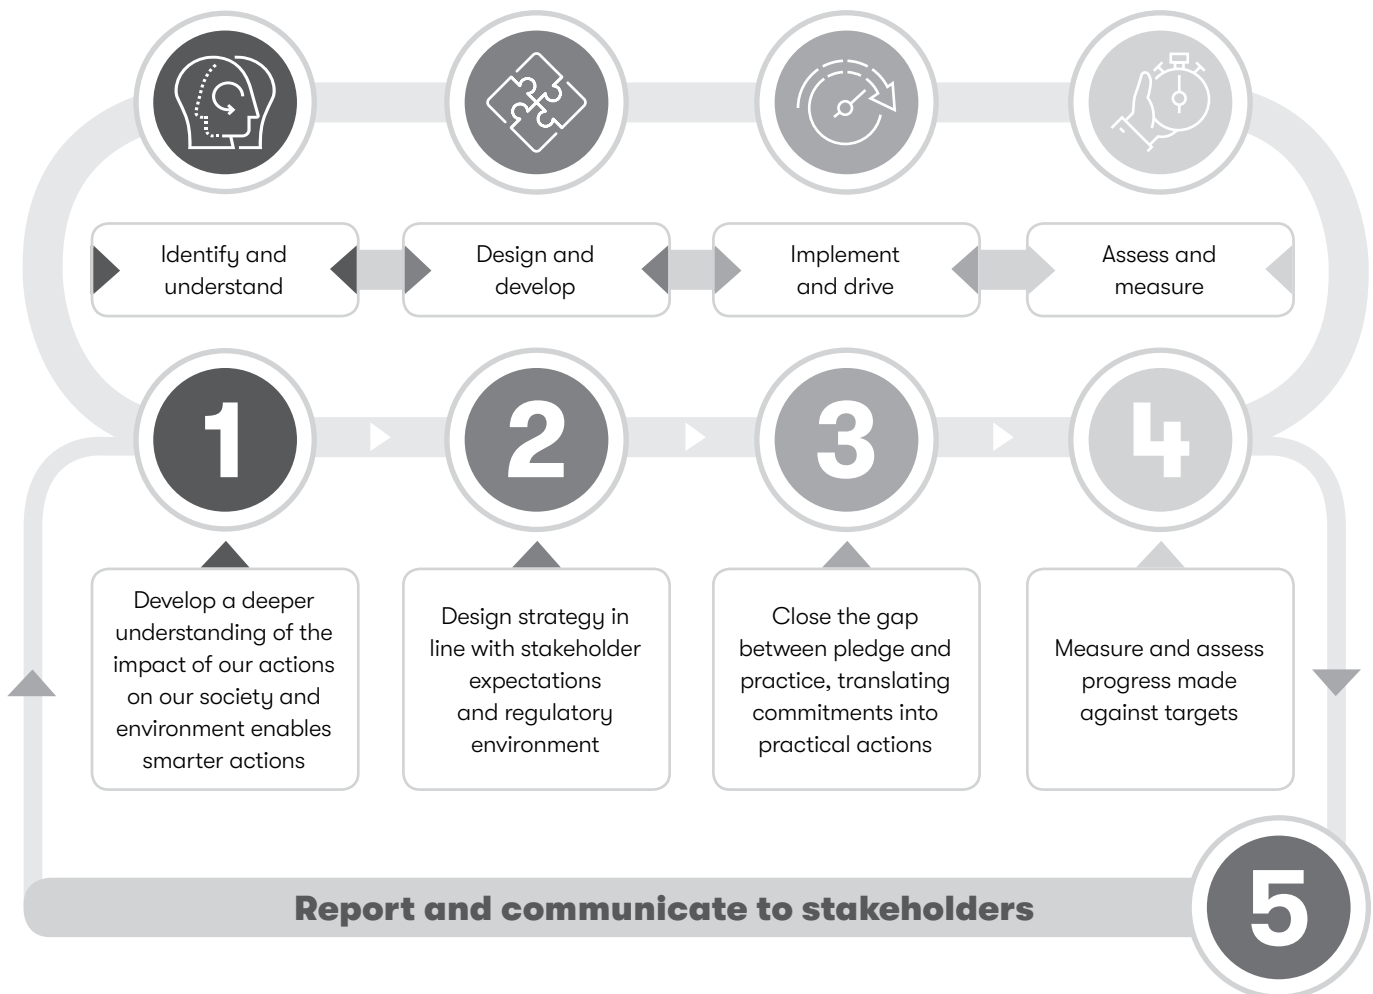 Identify and
understand
Design and
develop
Implement
and drive
Assess and
measure
1
2
3
4
Develop a deeper
understanding of the
impact of our actions
on our society and
environment enables
smarter actions
Design strategy in
line with stakeholder
expectations
and regulatory
environment
Close the gap
between pledge and
practice, translating
commitments into
practical actions
Measure and assess
progress made
against targets
Report and communicate to stakeholders
5